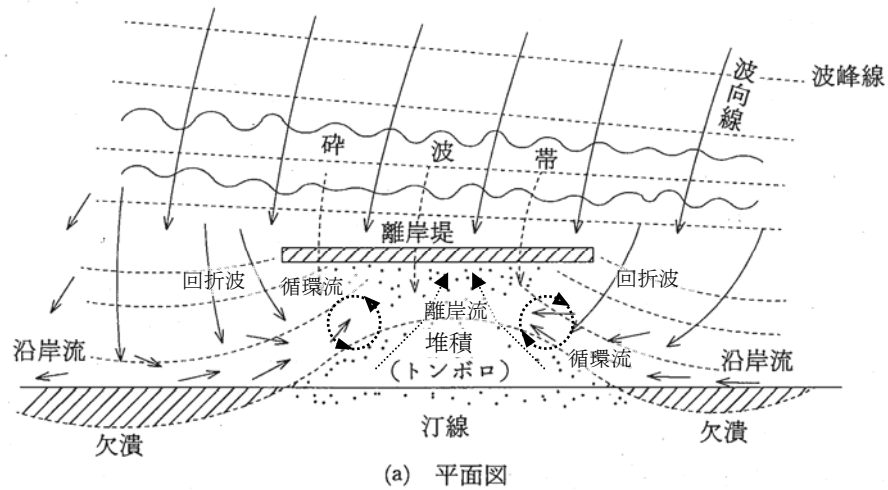 波峰線
波向線
砕波帯
離岸堤
回折波
回折波
循環流
離岸流
堆積
(トンボロ)
循環流
沿岸流
沿岸流
欠潰
汀線
欠潰
(a) 平面図